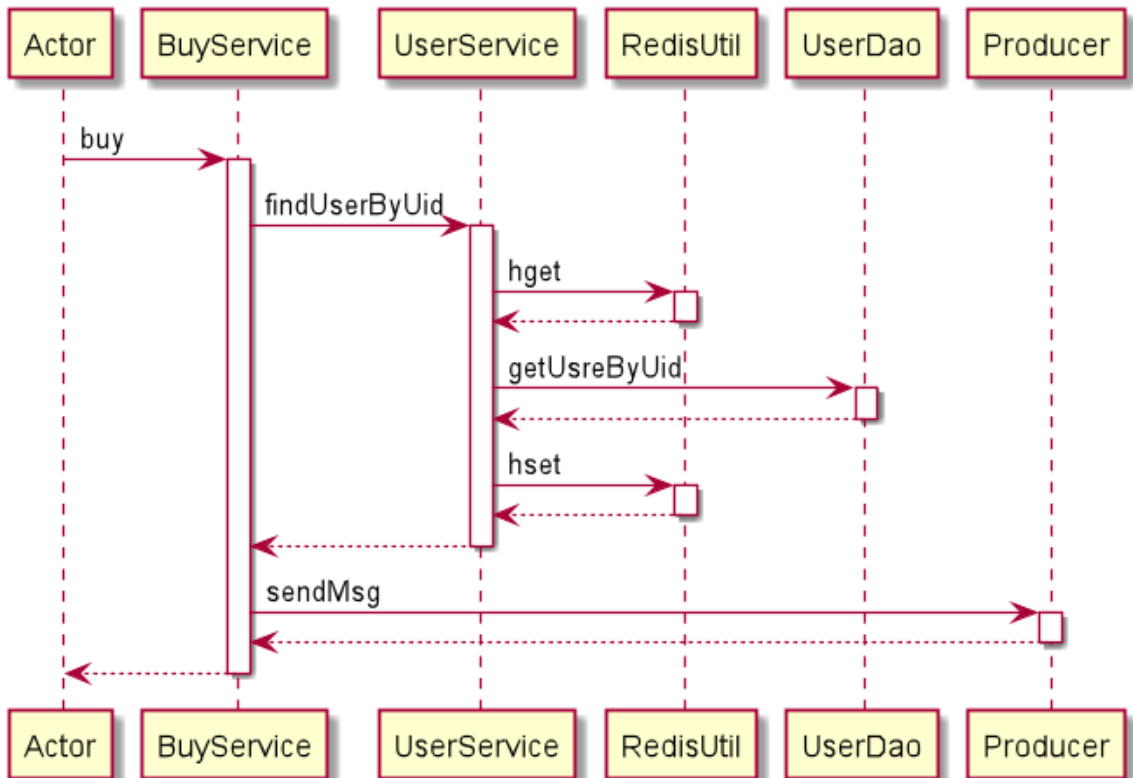 Actor BuyService UserService RedisUtil UserDao Producer
buy
findUserByUid
hget
getUsreByUid
hset
sendMsg
Actor BuyService UserService RedisUtil UserDao Producer